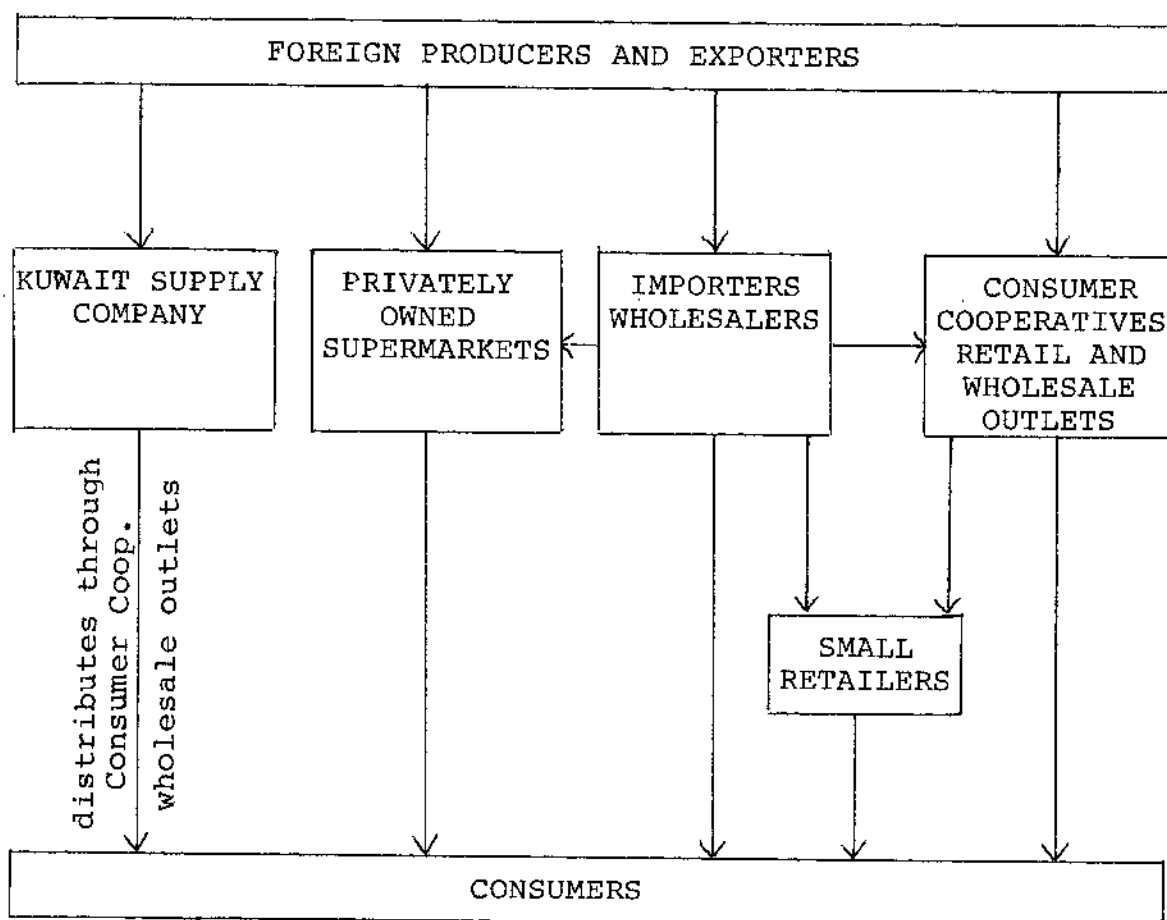 FOREIGN PRODUCERS AND EXPORTERS
KUWAIT SUPPLY
COMPANY
PRIVATELY
OWNED
SUPERMARKETS
IMPORTERS
WHOLESALERS
CONSUMER
COOPERATIVES
RETAIL AND
WHOLESALE
OUTLETS
distributes through
Consumer Coop.
wholesale outlets
SMALL
RETAILERS
CONSUMERS